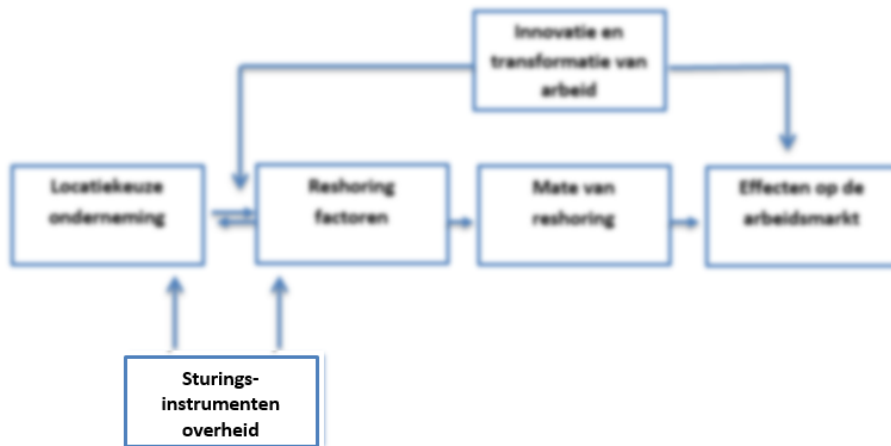 Innovatie en
transformatie van
arbeid
Locatiekeuze
onderneming
Reshoring
factoren
Mate van
reshoring
Effecten op de
arbeidsmarkt
Sturings-
instrumenten
overheid